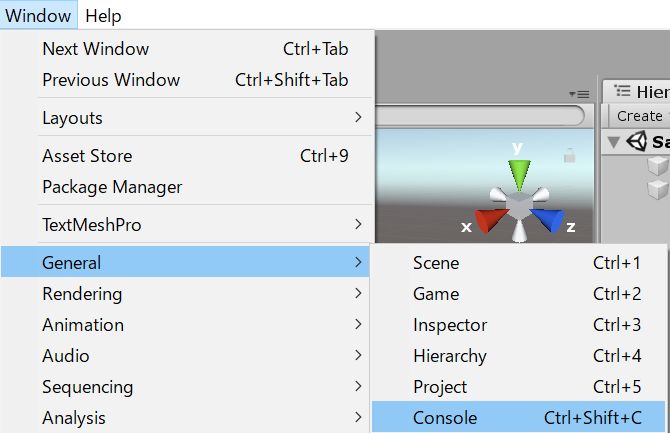 Window Help
Next Window Ctrl+Tab
Previous Window Ctrl+Shift+Tab
Layouts
Asset Store Ctrl+9
Package Manager
TextMeshPro
General
Rendering
Animation
Audio
Sequencing
Analysis
Scene Ctrl+1
Game Ctrl+2
Inspector Ctrl+3
Hierarchy Ctrl+4
Project Ctrl+5
Console Ctrl+Shift+C
y
x z
Hier
Create
Sa